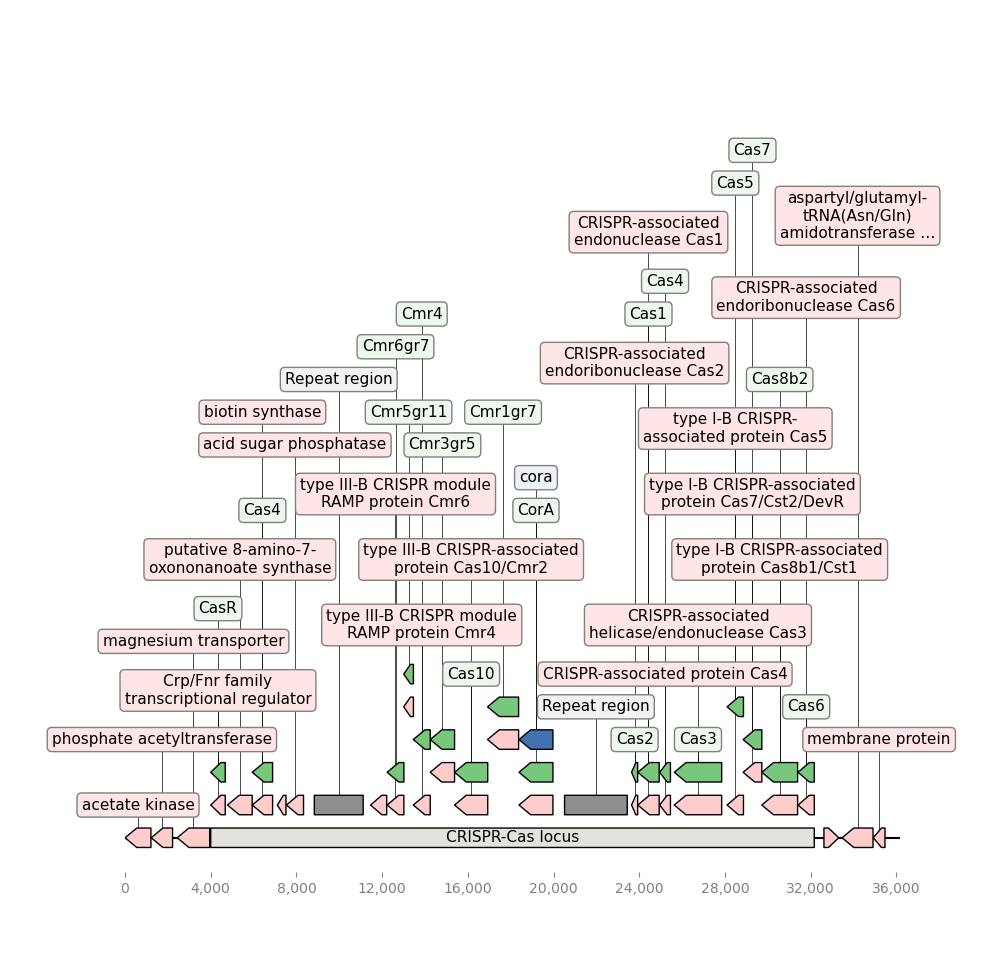 Cas7
Cas5
aspartyl/glutamyl-
tRNA(Asn/Gln)
amidotransferase ...
CRISPR-associated
endonuclease Cas1
Cas4
CRISPR-associated
endoribonuclease Cas6
Cmr4
Cas1
Cmr6gr7
CRISPR-associated
endoribonuclease Cas2
Repeat region
Cas8b2
biotin synthase
Cmr5gr11
Cmr1gr7
type I-B CRISPR-
associated protein Cas5
acid sugar phosphatase
Cmr3gr5
cora
type III-B CRISPR module
RAMP protein Cmr6
type I-B CRISPR-associated
protein Cas7/Cst2/DevR
Cas4
CorA
putative 8-amino-7-
oxononanoate synthase
type III-B CRISPR-associated
protein Cas10/Cmr2
type I-B CRISPR-associated
protein Cas8b1/Cst1
CasR
magnesium transporter
type III-B CRISPR module
RAMP protein Cmr4
CRISPR-associated
helicase/endonuclease Cas3
Crp/Fnr family
transcriptional regulator
Cas10
CRISPR-associated protein Cas4
Repeat region
Cas6
phosphate acetyltransferase
Cas2
Cas3
membrane protein
acetate kinase
CRISPR-Cas locus
0
4,000
8,000
12,000
16,000
20,000
24,000
28,000
32,000
36,000